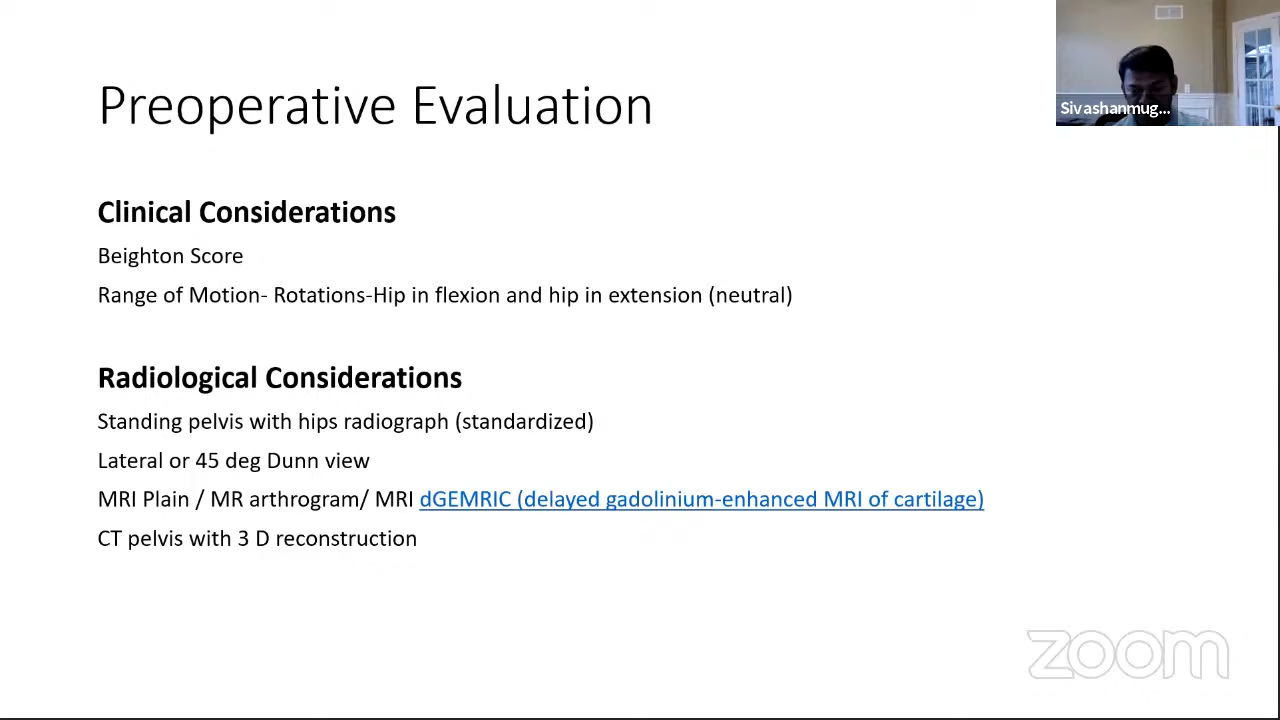 Preoperative Evaluation
Sivashanmug...
Clinical Considerations
Beighton Score
Range of Motion- Rotations-Hip in flexion and hip in extension (neutral)
Radiological Considerations
Standing pelvis with hips radiograph (standardized)
Lateral or 45 deg Dunn view
MRI Plain / MR arthrogram/ MRI dGEMRIC (delayed gadolinium-enhanced MRI of cartilage)
CT pelvis with 3 D reconstruction
zoom